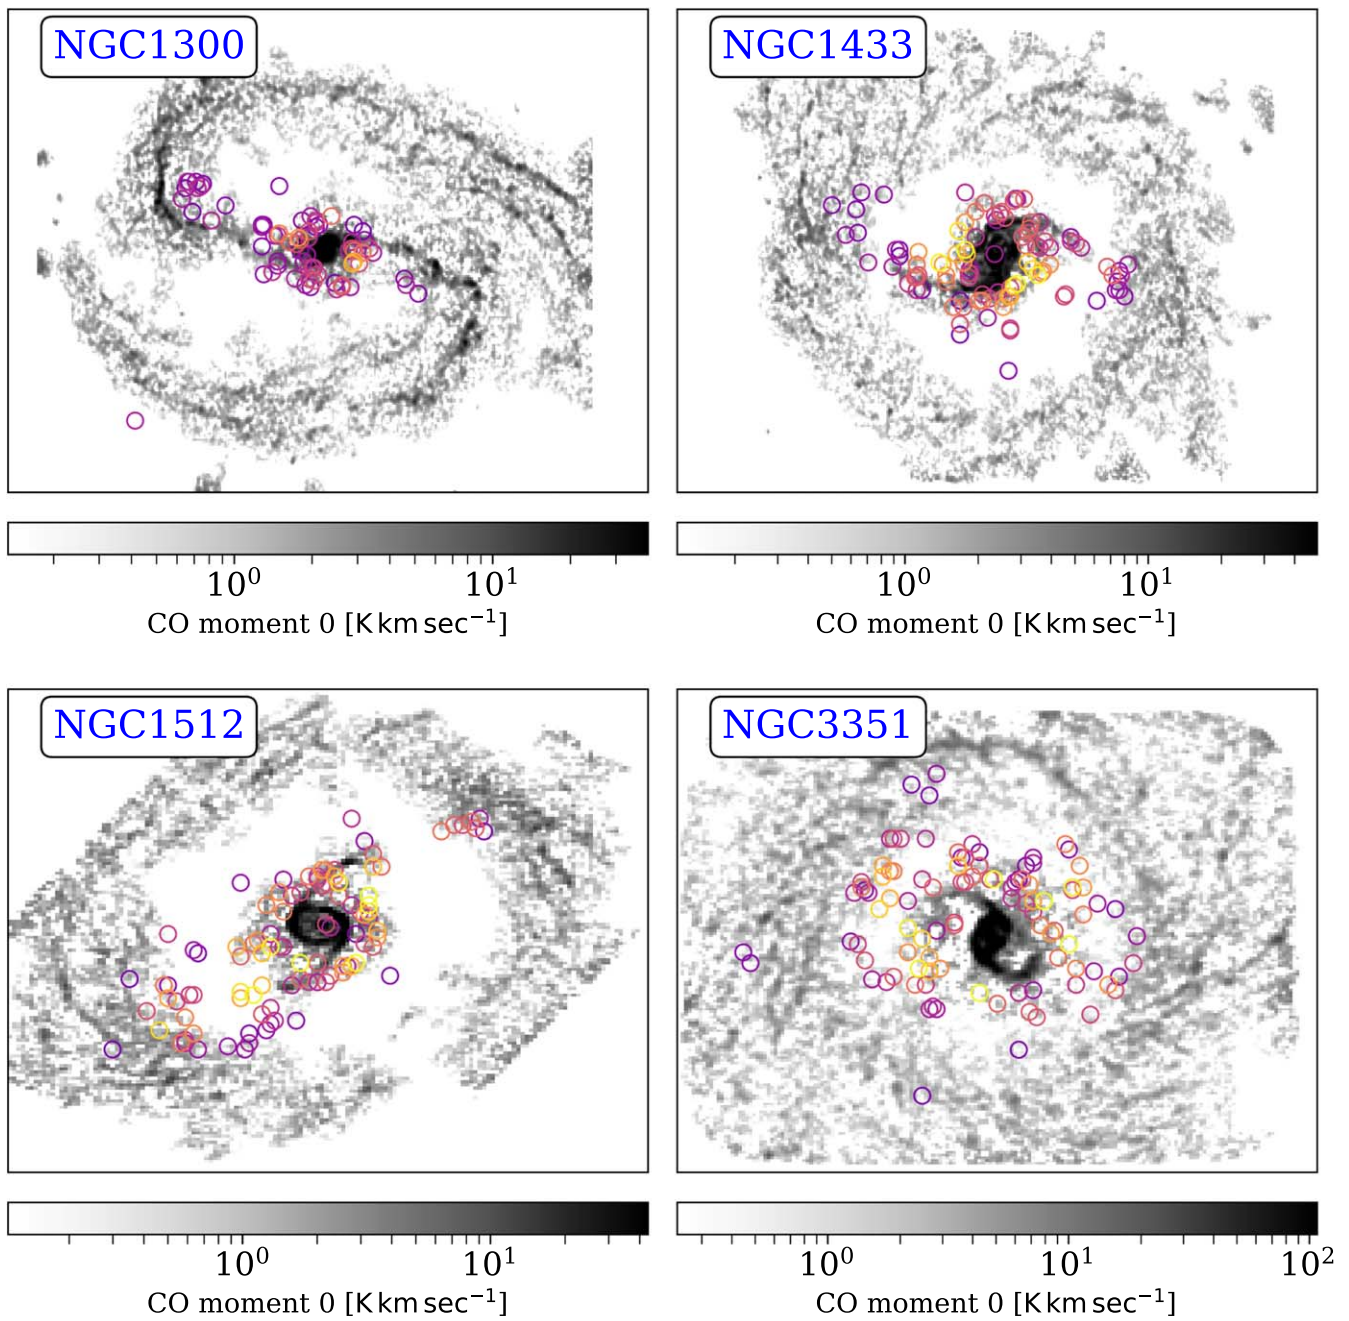 NGC1300
NGC1433
10⁰ 10¹
CO moment 0 [K km sec⁻¹]
10⁰ 10¹
CO moment 0 [K km sec⁻¹]
NGC1512
NGC3351
10⁰ 10¹
CO moment 0 [K km sec⁻¹]
10⁰ 10¹ 10²
CO moment 0 [K km sec⁻¹]